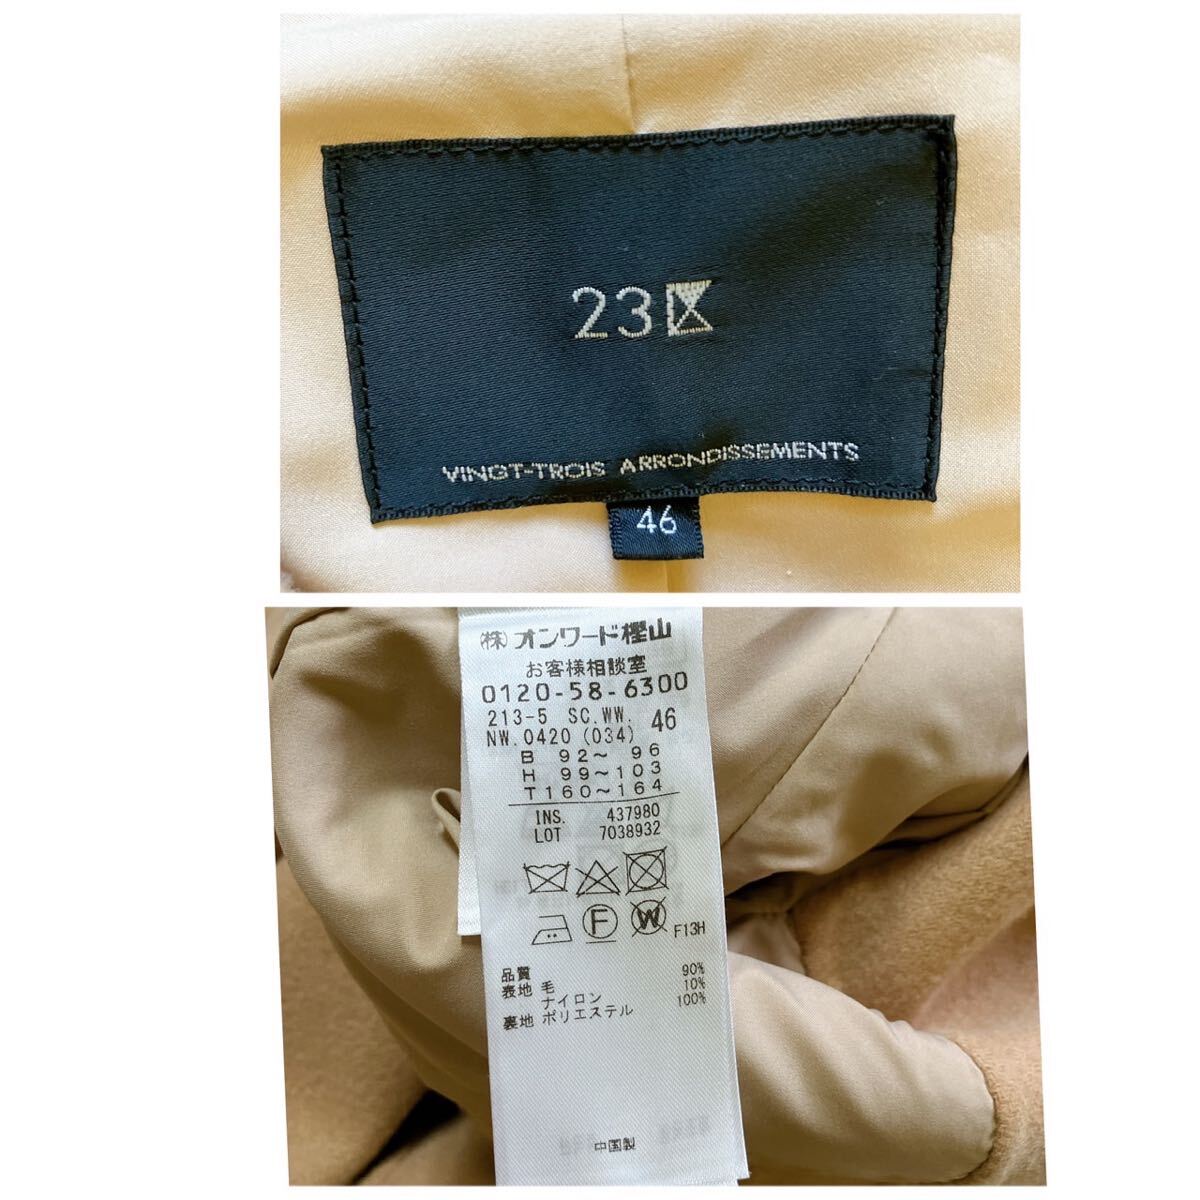 23区
VINGT-TROIS ARRONDISSEMENTS
46
(株)オンワード樫山
お客様相談室
0120-58-6300
213-5 SC.WW. 46
NW.0420 (034)
B 92～ 96
H 99～103
T160～164
INS. 437980
LOT 7038932
F W F13H
品質
表地 毛 90%
ナイロン 10%
裏地 ポリエステル 100%
中国製